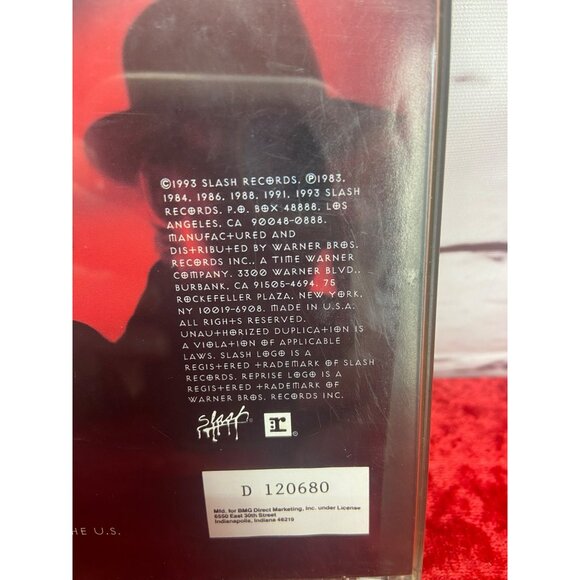 ©1993 SLASH RECORDS. ℗1983,
1984, 1986, 1988, 1991, 1993 SLASH
RECORDS. P.O. BOX 48888, LOS
ANGELES, CA 90048-0888.
MANUFACTURED AND
DISTRIBUTED BY WARNER BROS.
RECORDS INC., A TIME WARNER
COMPANY. 3300 WARNER BLVD.,
BURBANK, CA 91505-4694. 75
ROCKEFELLER PLAZA, NEW YORK,
NY 10019-6908. MADE IN U.S.A.
ALL RIGHTS RESERVED.
UNAUTHORIZED DUPLICATION IS
A VIOLATION OF APPLICABLE
LAWS. SLASH LOGO IS A
REGISTERED TRADEMARK OF SLASH
RECORDS. REPRISE LOGO IS A
REGISTERED TRADEMARK OF
WARNER BROS. RECORDS INC.
Slash® r:®
D 120680
Mfd. for BMG Direct Marketing, Inc. under License
6550 East 30th Street
Indianapolis, Indiana 46219
HE U.S.